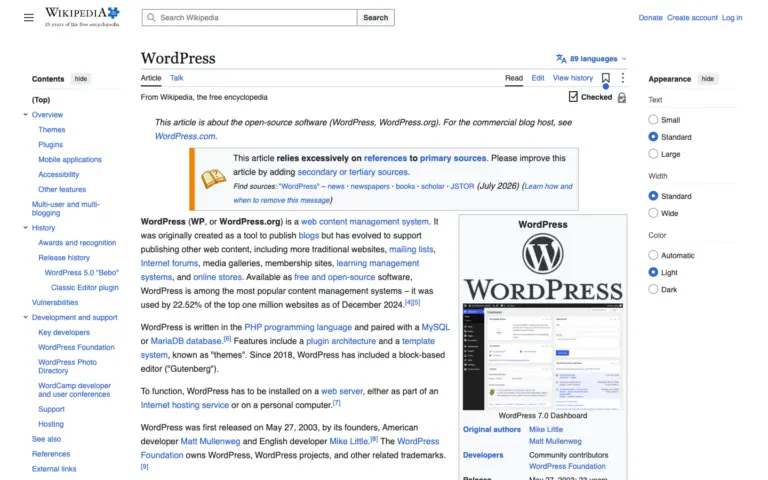 WIKIPEDIA
25 years of the free encyclopedia
Search Wikipedia
Search
Donate Create account Log in
Contents hide
(Top)
Overview
Themes
Plugins
Mobile applications
Accessibility
Other features
Multi-user and multi-
blogging
History
Awards and recognition
Release history
WordPress 5.0 "Bebo"
Classic Editor plugin
Vulnerabilities
Development and support
Key developers
WordPress Foundation
WordPress Photo
Directory
WordCamp developer
and user conferences
Support
Hosting
See also
References
External links
WordPress
89 languages
Article Talk
Read Edit View history
From Wikipedia, the free encyclopedia
Checked
This article is about the open-source software (WordPress, WordPress.org). For the commercial blog host, see
WordPress.com.
This article relies excessively on references to primary sources. Please improve this
article by adding secondary or tertiary sources.
Find sources: "WordPress" – news · newspapers · books · scholar · JSTOR (July 2026) (Learn how and
when to remove this message)
WordPress (WP, or WordPress.org) is a web content management system. It
was originally created as a tool to publish blogs but has evolved to support
publishing other web content, including more traditional websites, mailing lists,
Internet forums, media galleries, membership sites, learning management
systems, and online stores. Available as free and open-source software,
WordPress is among the most popular content management systems – it was
used by 22.52% of the top one million websites as of December 2024.[4][5]
WordPress is written in the PHP programming language and paired with a MySQL
or MariaDB database.[6] Features include a plugin architecture and a template
system, known as "themes". Since 2018, WordPress has included a block-based
editor ("Gutenberg").
To function, WordPress has to be installed on a web server, either as part of an
Internet hosting service or on a personal computer.[7]
WordPress was first released on May 27, 2003, by its founders, American
developer Matt Mullenweg and English developer Mike Little.[8] The WordPress
Foundation owns WordPress, WordPress projects, and other related trademarks.
[9]
WordPress
WORDPRESS
WordPress 7.0 Dashboard
Original authors Mike Little
Matt Mullenweg
Developers Community contributors
WordPress Foundation
Release May 27, 2003; 23 years
Appearance hide
Text
Small
Standard
Large
Width
Standard
Wide
Color
Automatic
Light
Dark